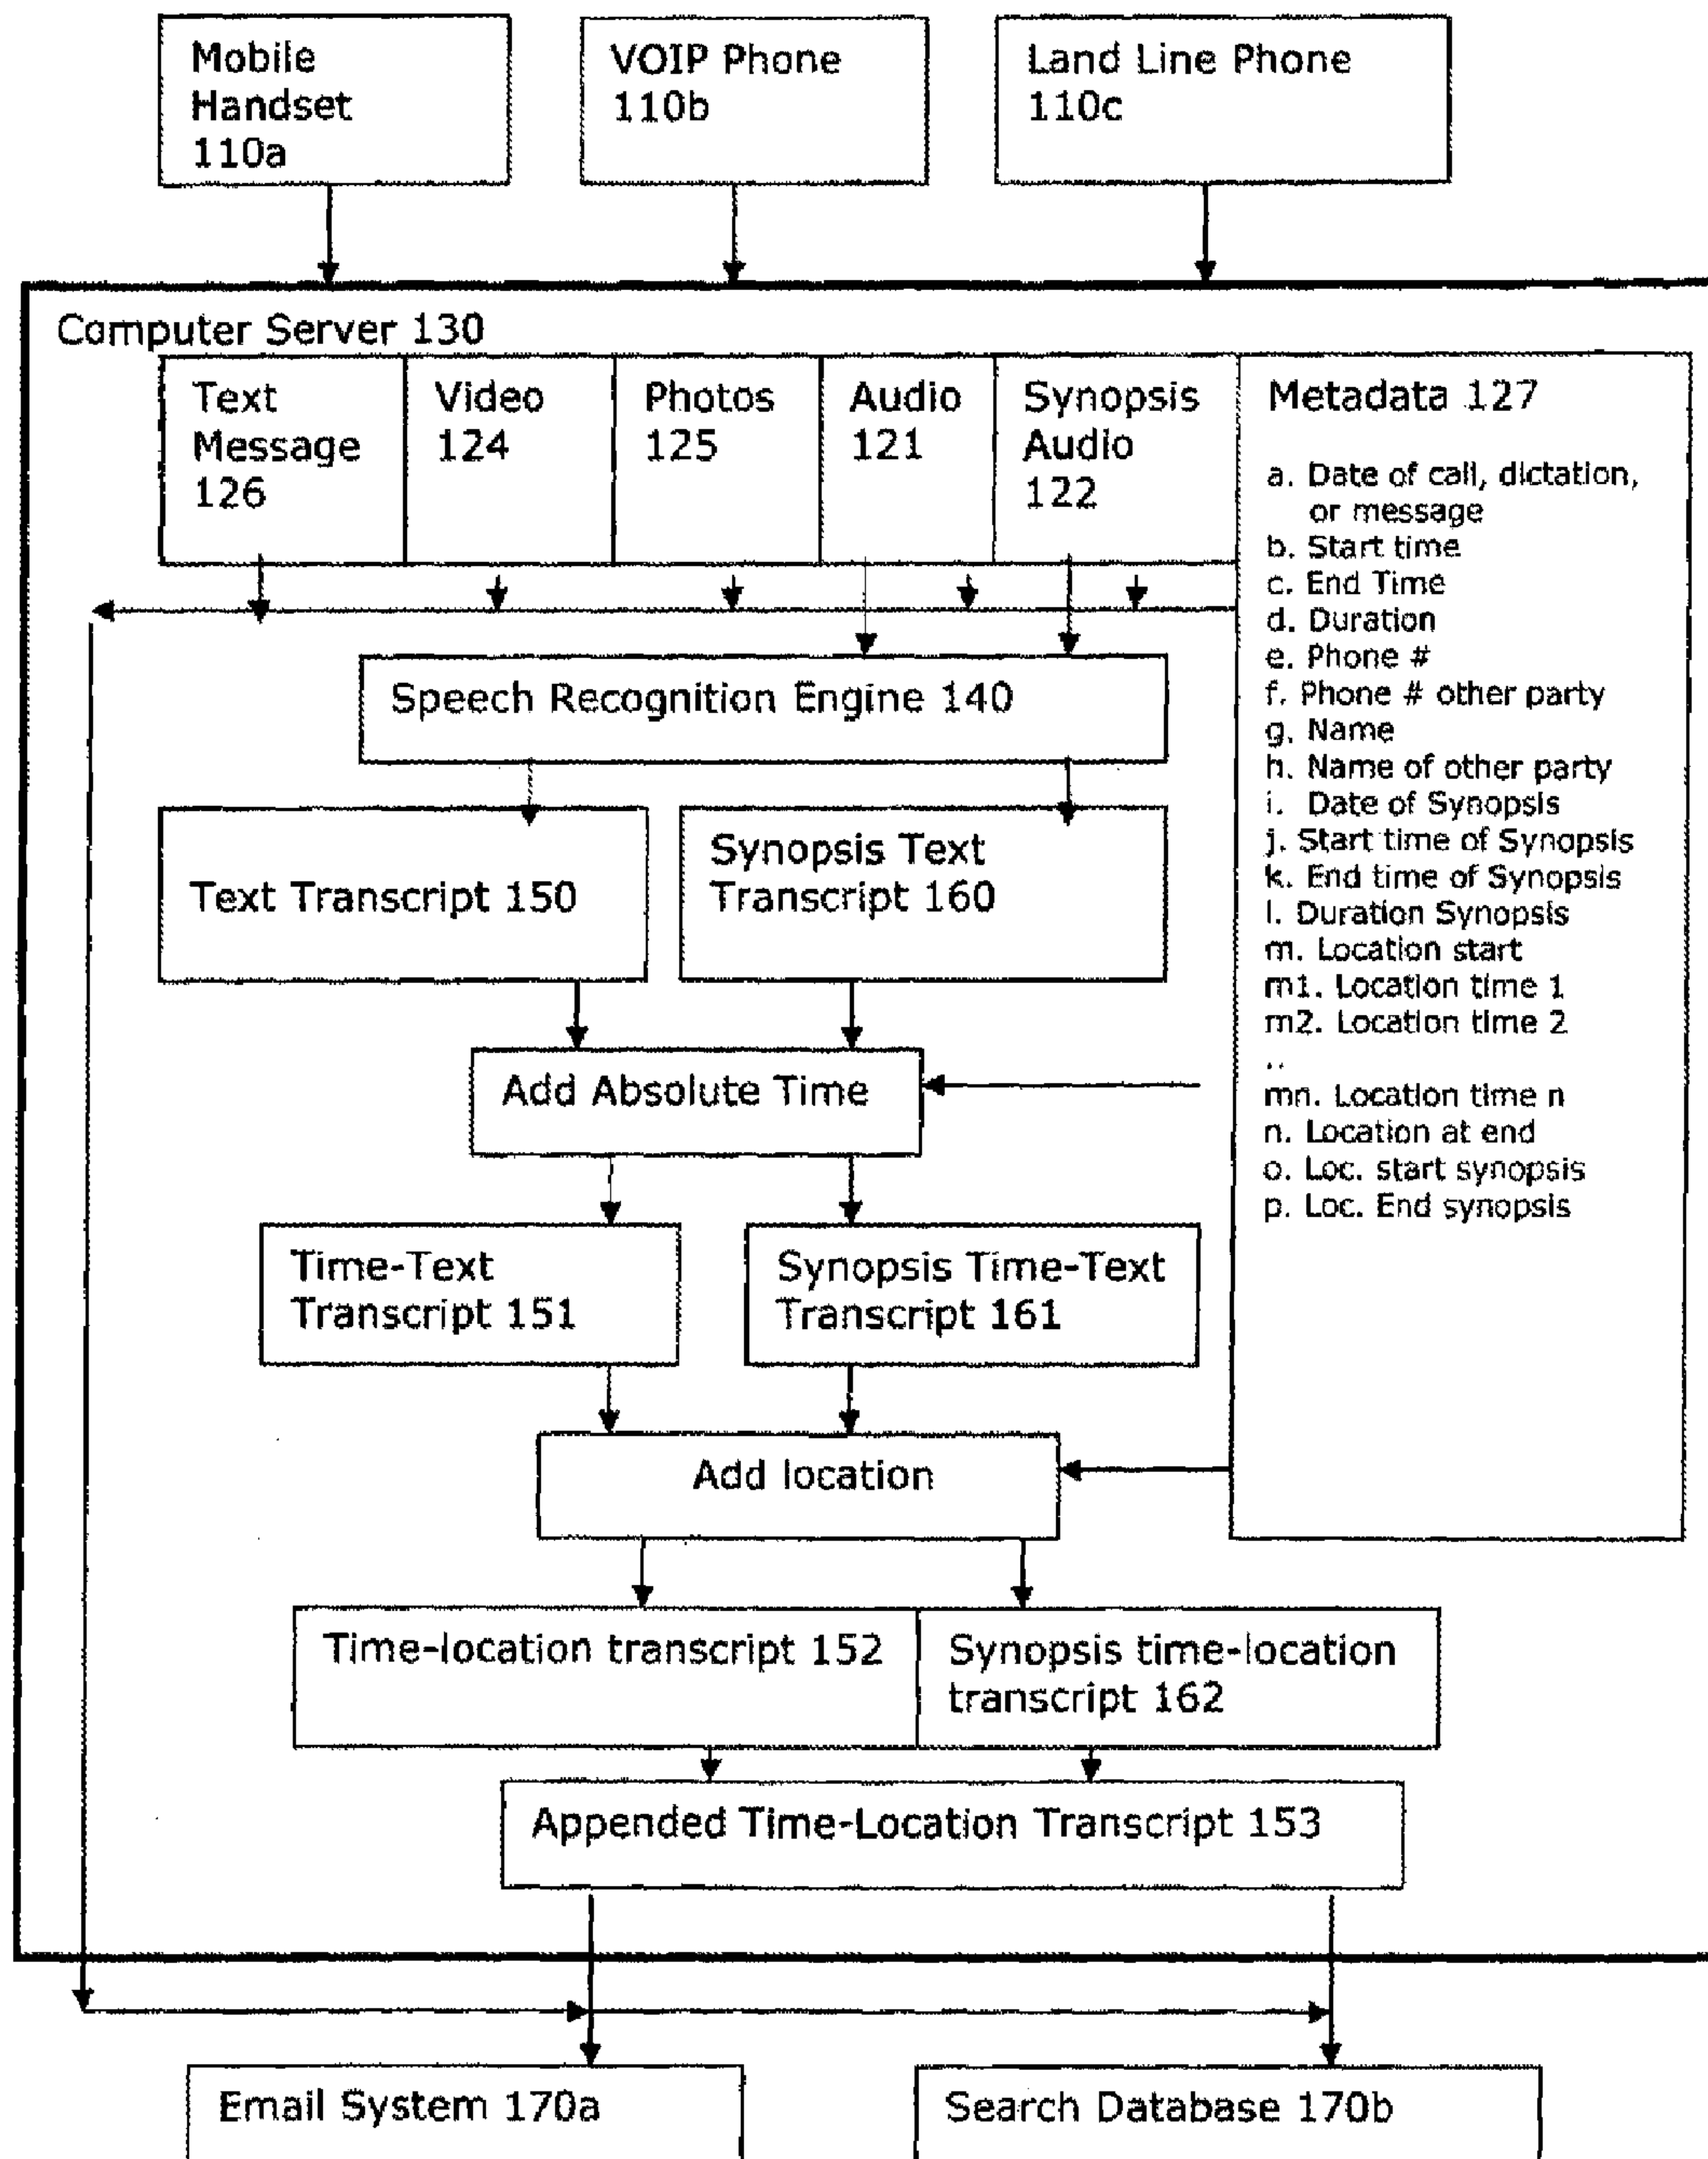 Mobile
Handset
110a
VOIP Phone
110b
Land Line Phone
110c
Computer Server 130
Text
Message
126
Video
124
Photos
125
Audio
121
Synopsis
Audio
122
Metadata 127
a. Date of call, dictation,
or message
b. Start time
c. End Time
d. Duration
e. Phone #
f. Phone # other party
g. Name
h. Name of other party
i. Date of Synopsis
j. Start time of Synopsis
k. End time of Synopsis
l. Duration Synopsis
m. Location start
m1. Location time 1
m2. Location time 2
..
mn. Location time n
n. Location at end
o. Loc. start synopsis
p. Loc. End synopsis
Speech Recognition Engine 140
Text Transcript 150
Synopsis Text
Transcript 160
Add Absolute Time
Time-Text
Transcript 151
Synopsis Time-Text
Transcript 161
Add location
Time-location transcript 152
Synopsis time-location
transcript 162
Appended Time-Location Transcript 153
Email System 170a
Search Database 170b